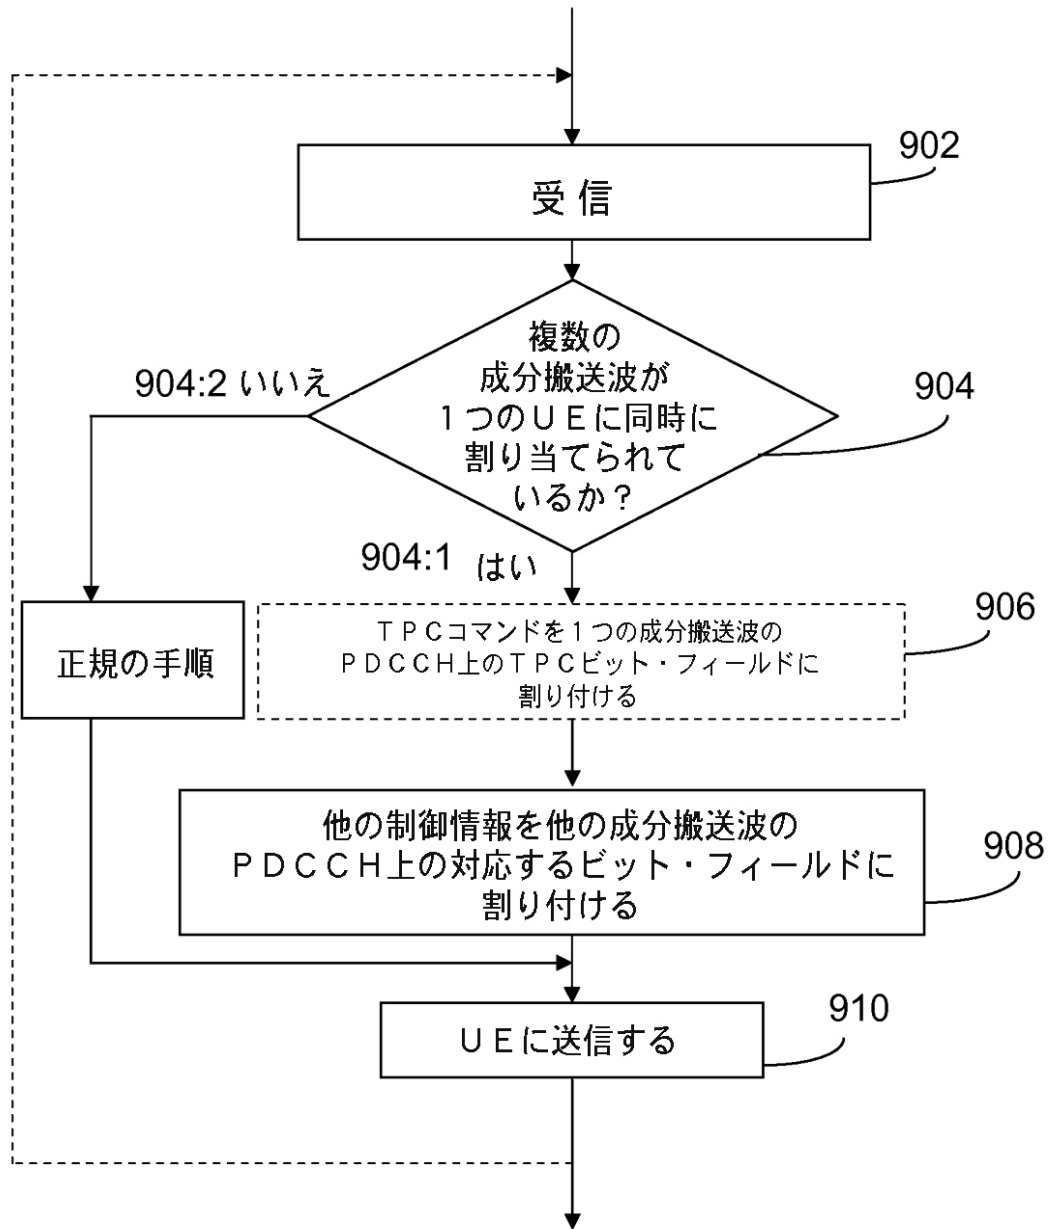 902
受信
複数の
成分搬送波が
１つのＵＥに同時に
割り当てられて
いるか？
904
904:2 いいえ
904:1 はい
正規の手順
ＴＰＣコマンドを１つの成分搬送波の
ＰＤＣＣＨ上のＴＰＣビット・フィールドに
割り付ける
906
他の制御情報を他の成分搬送波の
ＰＤＣＣＨ上の対応するビット・フィールドに
割り付ける
908
ＵＥに送信する
910